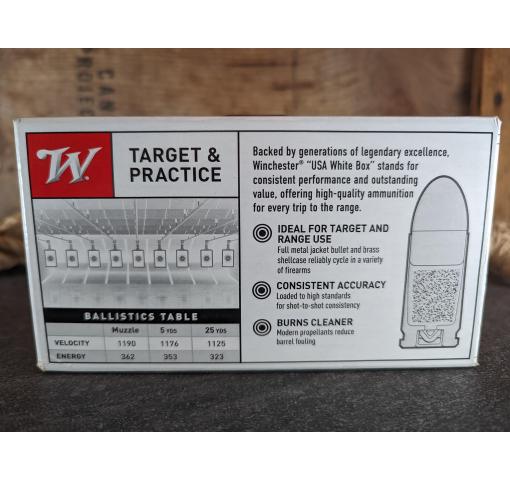 CAN
W.
TARGET &
PRACTICE
BALLISTICS TABLE
Muzzle 5 YDS 25 YDS
VELOCITY 1190 1176 1125
ENERGY 362 353 323
Backed by generations of legendary excellence,
Winchester® "USA White Box" stands for
consistent performance and outstanding
value, offering high-quality ammunition
for every trip to the range.
IDEAL FOR TARGET AND
RANGE USE
Full metal jacket bullet and brass
shellcase reliably cycle in a variety
of firearms
CONSISTENT ACCURACY
Loaded to high standards
for shot-to-shot consistency
BURNS CLEANER
Modern propellants reduce
barrel fouling